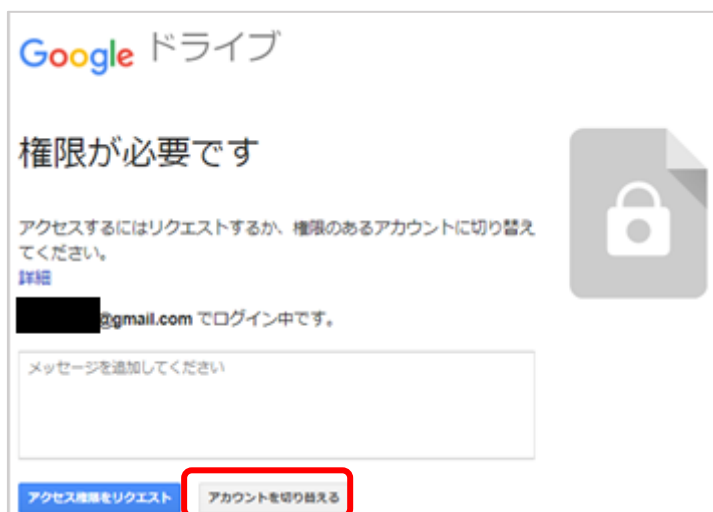 Google ドライブ
権限が必要です
アクセスするにはリクエストするか、権限のあるアカウントに切り替え
てください。
詳細
@gmail.com でログイン中です。
メッセージを追加してください
アクセス権限をリクエスト アカウントを切り替える